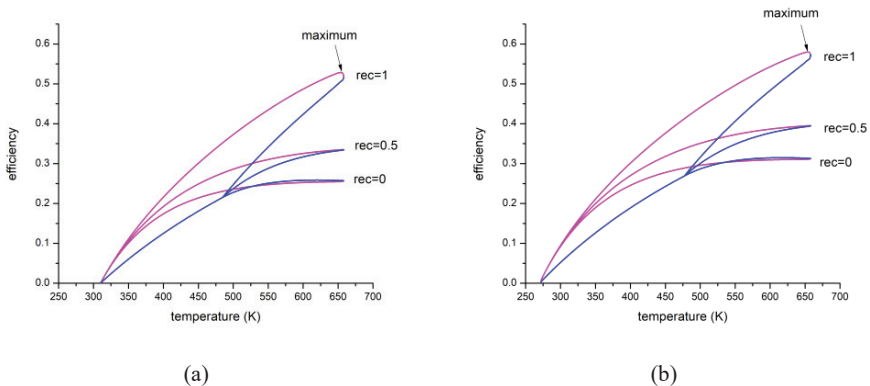 maximum
0.6
rec=1
0.5
0.4
rec=0.5
0.3
rec=0
0.2
0.1
0.0
250 300 350 400 450 500 550 600 650 700
efficiency
temperature (K)
(a)
maximum
0.6
rec=1
0.5
0.4
rec=0.5
0.3
rec=0
0.2
0.1
0.0
250 300 350 400 450 500 550 600 650 700
efficiency
temperature (K)
(b)